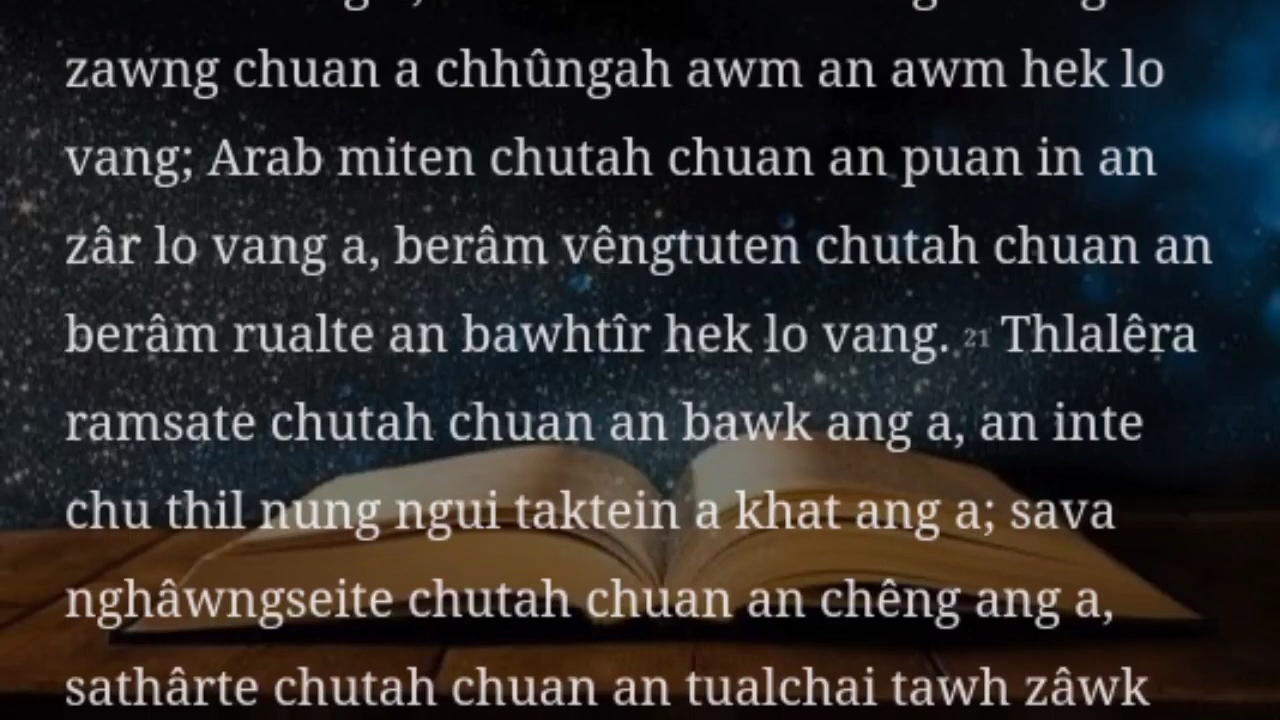 zawng chuan a chhûngah awm an awm hek lo
vang; Arab miten chutah chuan an puan in an
zâr lo vang a, berâm vêngtuten chutah chuan an
berâm rualte an bawhtîr hek lo vang. 21 Thlalêra
ramsate chutah chuan an bawk ang a, an inte
chu thil nung ngui taktein a khat ang a; sava
nghâwngseite chutah chuan an chêng ang a,
sathârte chutah chuan an tualchai tawh zâwk